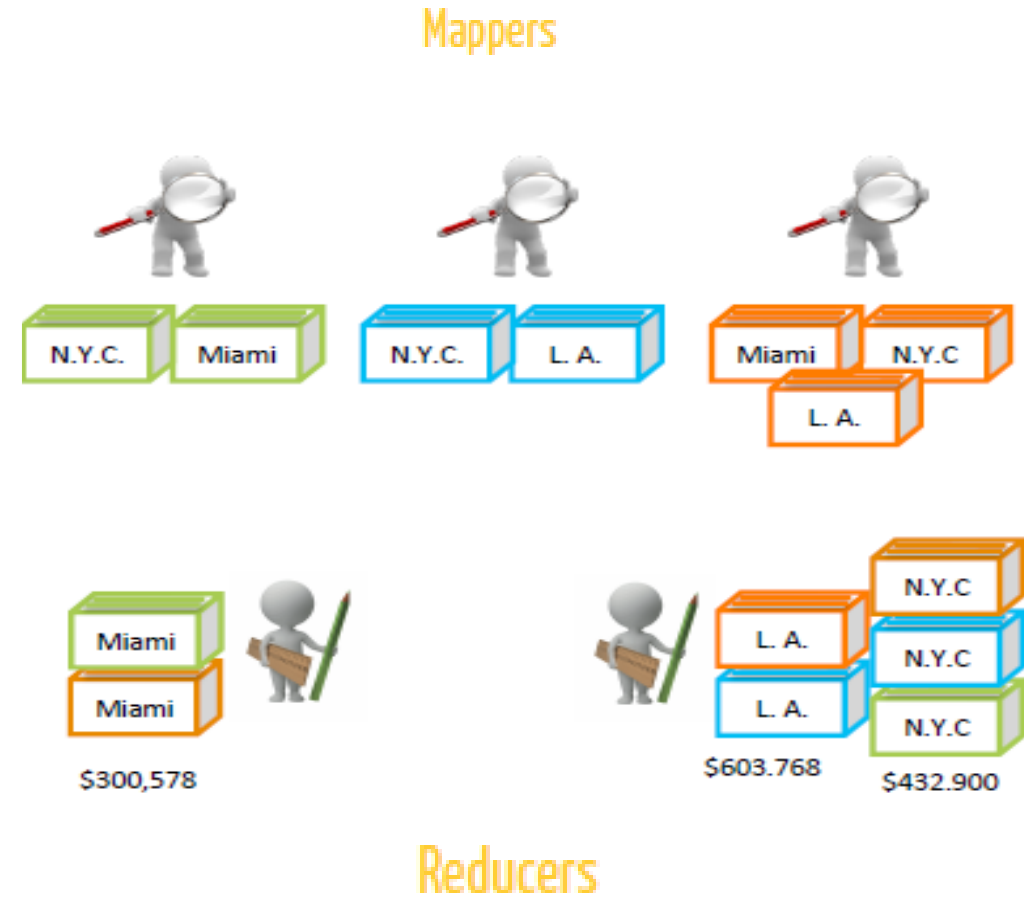 Mappers
N.Y.C.
Miami
N.Y.C.
L. A.
Miami
N.Y.C
L. A.
Miami
Miami
$300,578
L. A.
L. A.
$603.768
N.Y.C
N.Y.C
N.Y.C
$432.900
Reducers